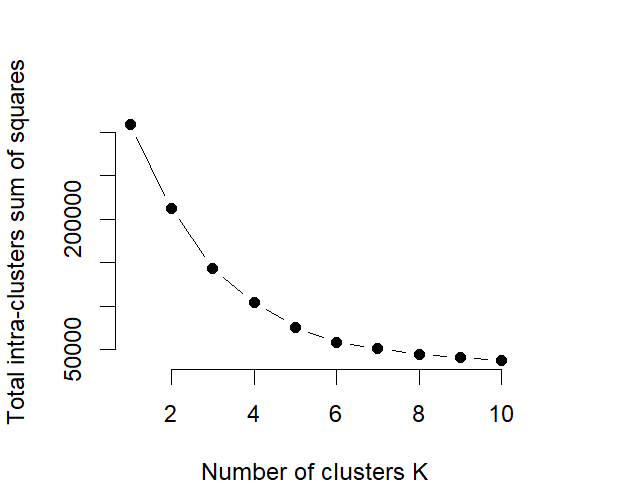 Total intra-clusters sum of squares
200000
50000
2 4 6 8 10
Number of clusters K